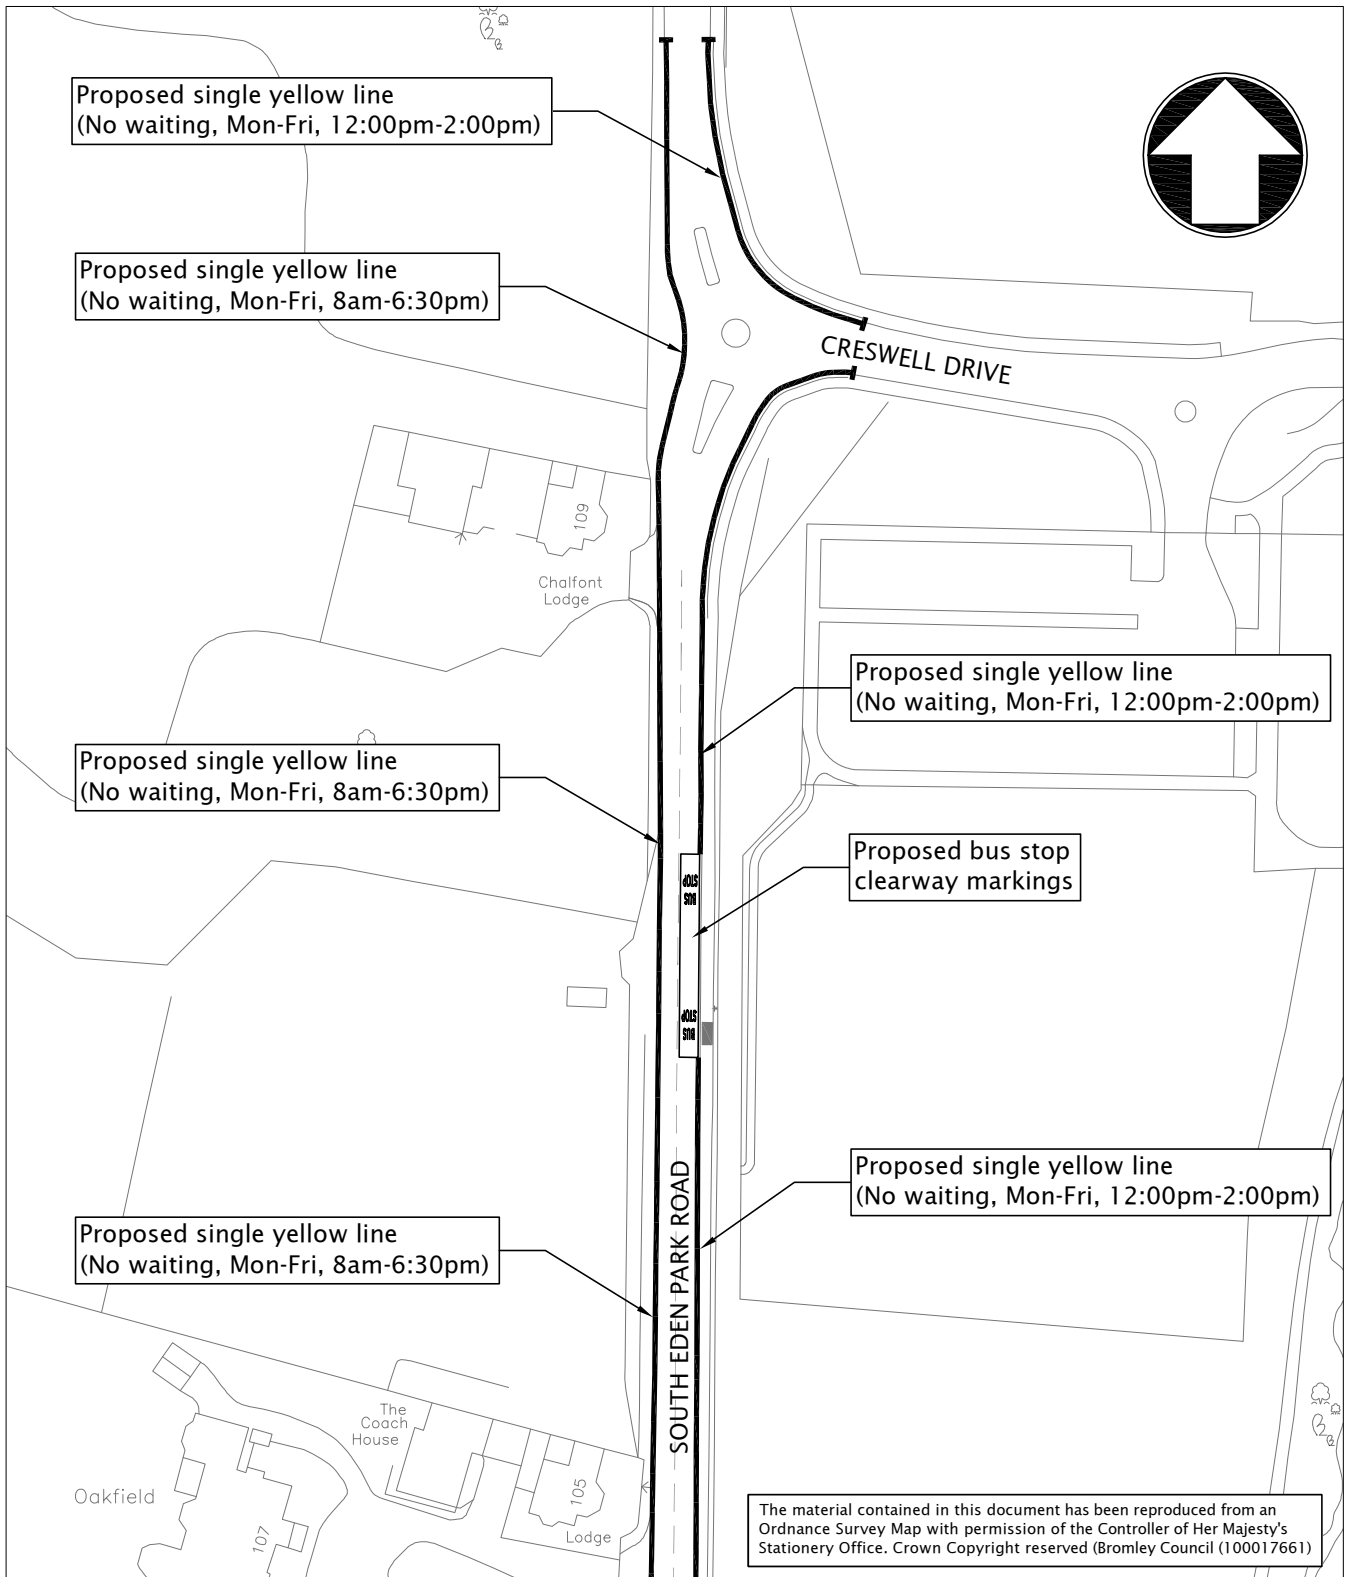 Proposed single yellow line
(No waiting, Mon-Fri, 12:00pm-2:00pm)
Proposed single yellow line
(No waiting, Mon-Fri, 8am-6:30pm)
CRESWELL DRIVE
109
Chalfont
Lodge
Proposed single yellow line
(No waiting, Mon-Fri, 12:00pm-2:00pm)
Proposed single yellow line
(No waiting, Mon-Fri, 8am-6:30pm)
Proposed bus stop
clearway markings
BUS
STOP
BUS
STOP
Proposed single yellow line
(No waiting, Mon-Fri, 12:00pm-2:00pm)
SOUTH EDEN PARK ROAD
Proposed single yellow line
(No waiting, Mon-Fri, 8am-6:30pm)
The
Coach
House
Oakfield
107
105
Lodge
The material contained in this document has been reproduced from an
Ordnance Survey Map with permission of the Controller of Her Majesty's
Stationery Office. Crown Copyright reserved (Bromley Council (100017661)